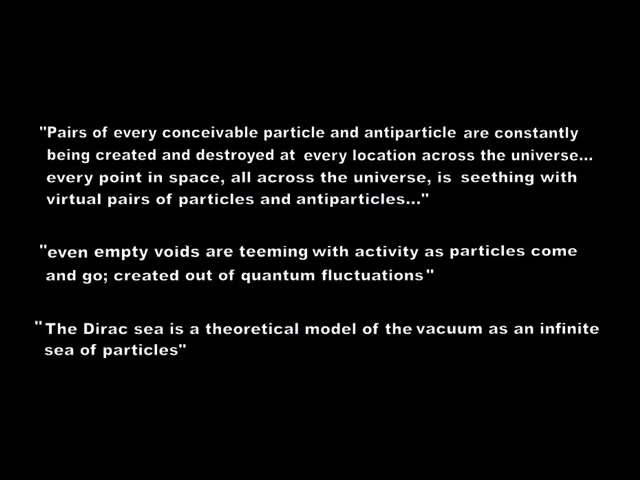 "Pairs of every conceivable particle and antiparticle are constantly
being created and destroyed at every location across the universe...
every point in space, all across the universe, is seething with
virtual pairs of particles and antiparticles..."
"even empty voids are teeming with activity as particles come
and go; created out of quantum fluctuations"
"The Dirac sea is a theoretical model of the vacuum as an infinite
sea of particles"